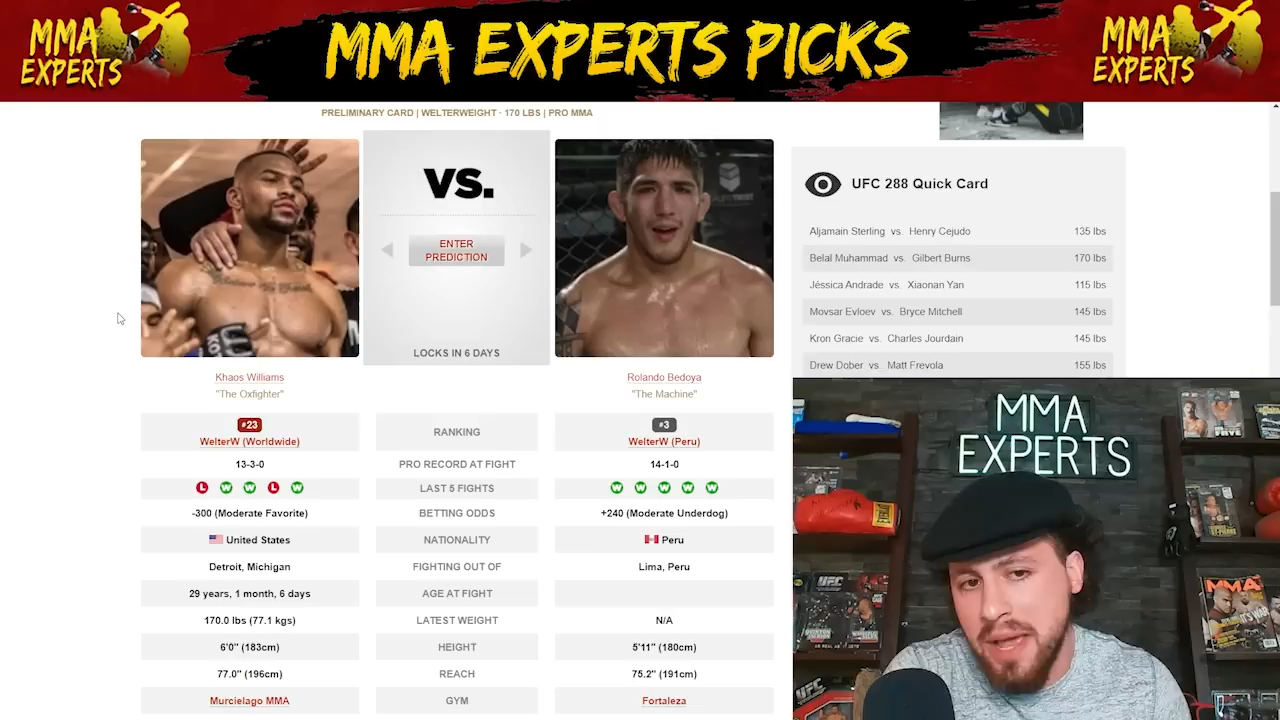 MMA
EXPERTS
MMA EXPERTS PICKS
MMA
EXPERTS
PRELIMINARY CARD | WELTERWEIGHT · 170 LBS | PRO MMA
VS.
ENTER
PREDICTION
LOCKS IN 6 DAYS
Khaos Williams
"The Oxfighter"
Rolando Bedoya
"The Machine"
#23
WelterW (Worldwide)
RANKING
#3
WelterW (Peru)
13-3-0
PRO RECORD AT FIGHT
14-1-0
L W W L W
LAST 5 FIGHTS
W W W W W
-300 (Moderate Favorite)
BETTING ODDS
+240 (Moderate Underdog)
United States
NATIONALITY
Peru
Detroit, Michigan
FIGHTING OUT OF
Lima, Peru
29 years, 1 month, 6 days
AGE AT FIGHT
170.0 lbs (77.1 kgs)
LATEST WEIGHT
N/A
6'0" (183cm)
HEIGHT
5'11" (180cm)
77.0" (196cm)
REACH
75.2" (191cm)
Murcielago MMA
GYM
Fortaleza
UFC 288 Quick Card
Aljamain Sterling vs. Henry Cejudo 135 lbs
Belal Muhammad vs. Gilbert Burns 170 lbs
Jéssica Andrade vs. Xiaonan Yan 115 lbs
Movsar Evloev vs. Bryce Mitchell 145 lbs
Kron Gracie vs. Charles Jourdain 145 lbs
Drew Dober vs. Matt Frevola 155 lbs
MMA
EXPERTS
UFC
UFC
MMA
IT'S WAR